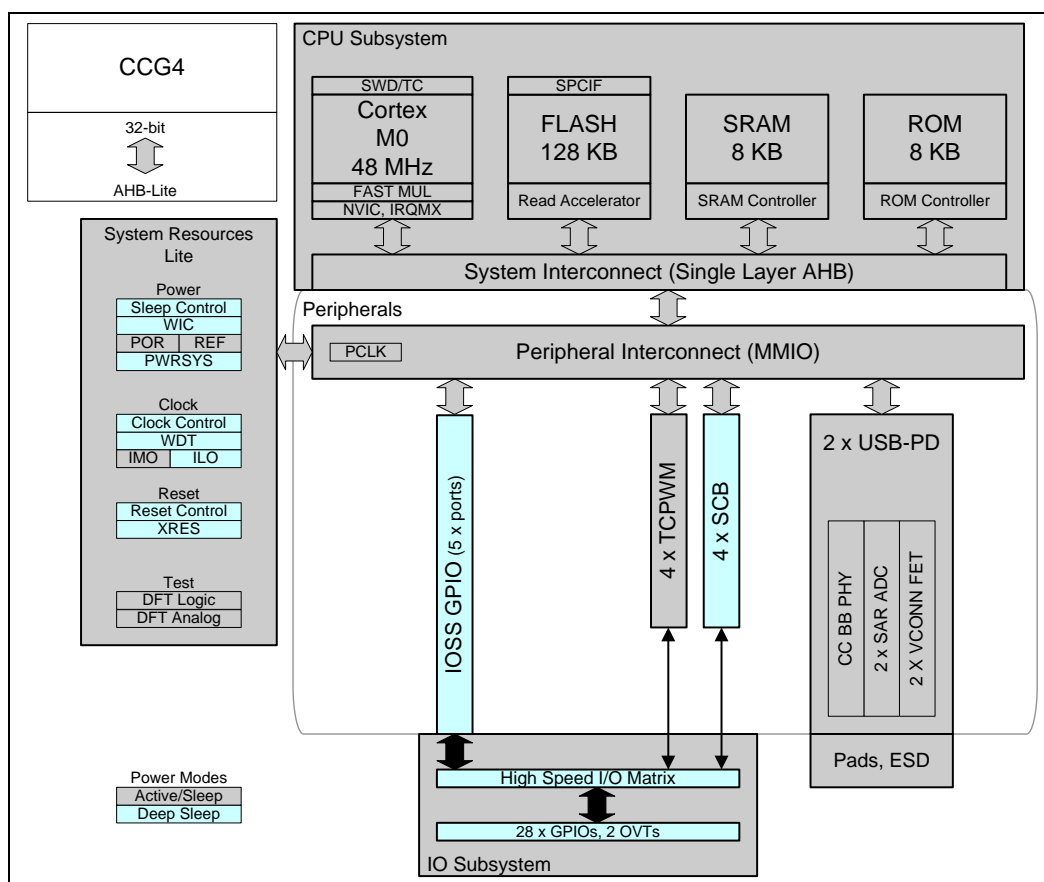 CCG4
32-bit
AHB-Lite
CPU Subsystem
SWD/TC
Cortex
M0
48 MHz
FAST MUL
NVIC, IRQMX
SPCIF
FLASH
128 KB
Read Accelerator
SRAM
8 KB
SRAM Controller
ROM
8 KB
ROM Controller
System Interconnect (Single Layer AHB)
System Resources
Lite
Power
Sleep Control
WIC
POR
REF
PWRSYS
Clock
Clock Control
WDT
IMO
ILO
Reset
Reset Control
XRES
Test
DFT Logic
DFT Analog
Peripherals
PCLK
Peripheral Interconnect (MMIO)
IOSS GPIO (5 x ports)
4 x TCPWM
4 x SCB
2 x USB-PD
CC BB PHY
2 x SAR ADC
2 X VCONN FET
Pads, ESD
High Speed I/O Matrix
28 x GPIOs, 2 OVTs
IO Subsystem
Power Modes
Active/Sleep
Deep Sleep